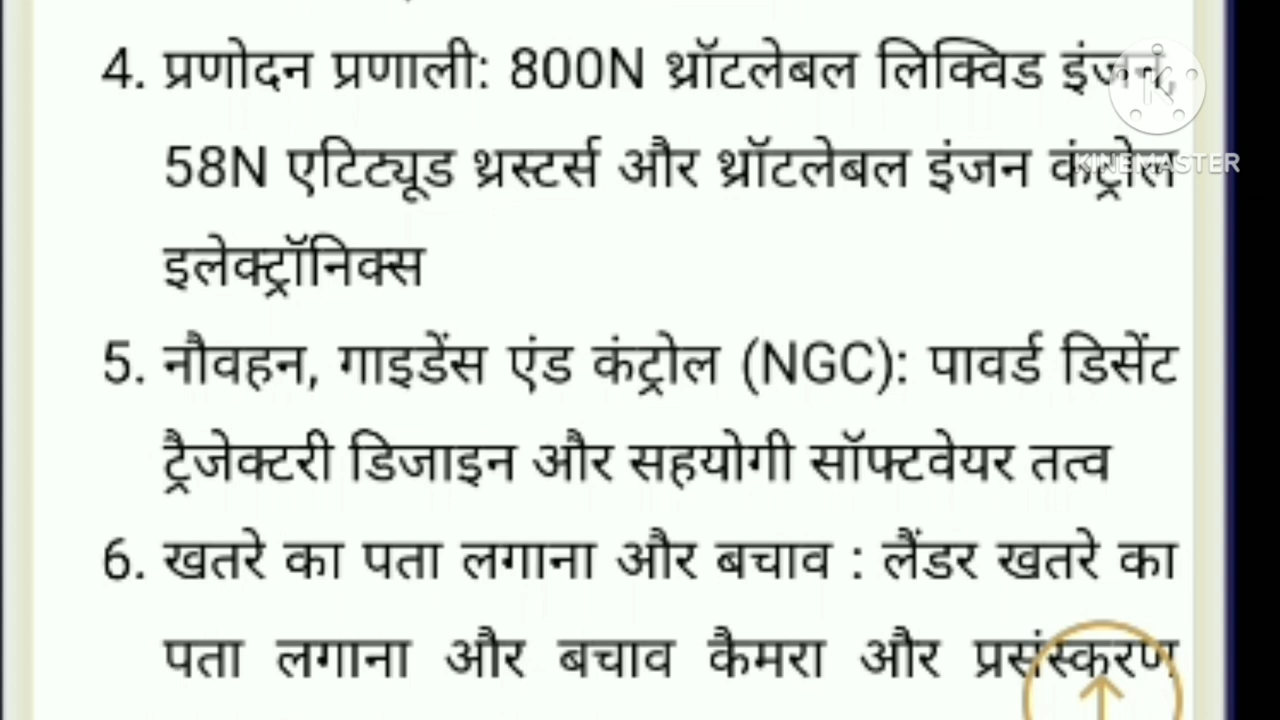 4. प्रणोदन प्रणाली: 800N थ्रॉटलेबल लिक्विड इंजन,
58N एटिट्यूड थ्रस्टर्स और थ्रॉटलेबल इंजन कंट्रोल
KINEMASTER
इलेक्ट्रॉनिक्स
5. नौवहन, गाइडेंस एंड कंट्रोल (NGC): पावर्ड डिसेंट
ट्रैजेक्टरी डिजाइन और सहयोगी सॉफ्टवेयर तत्व
6. खतरे का पता लगाना और बचाव : लैंडर खतरे का
पता लगाना और बचाव कैमरा और प्रसंस्करण